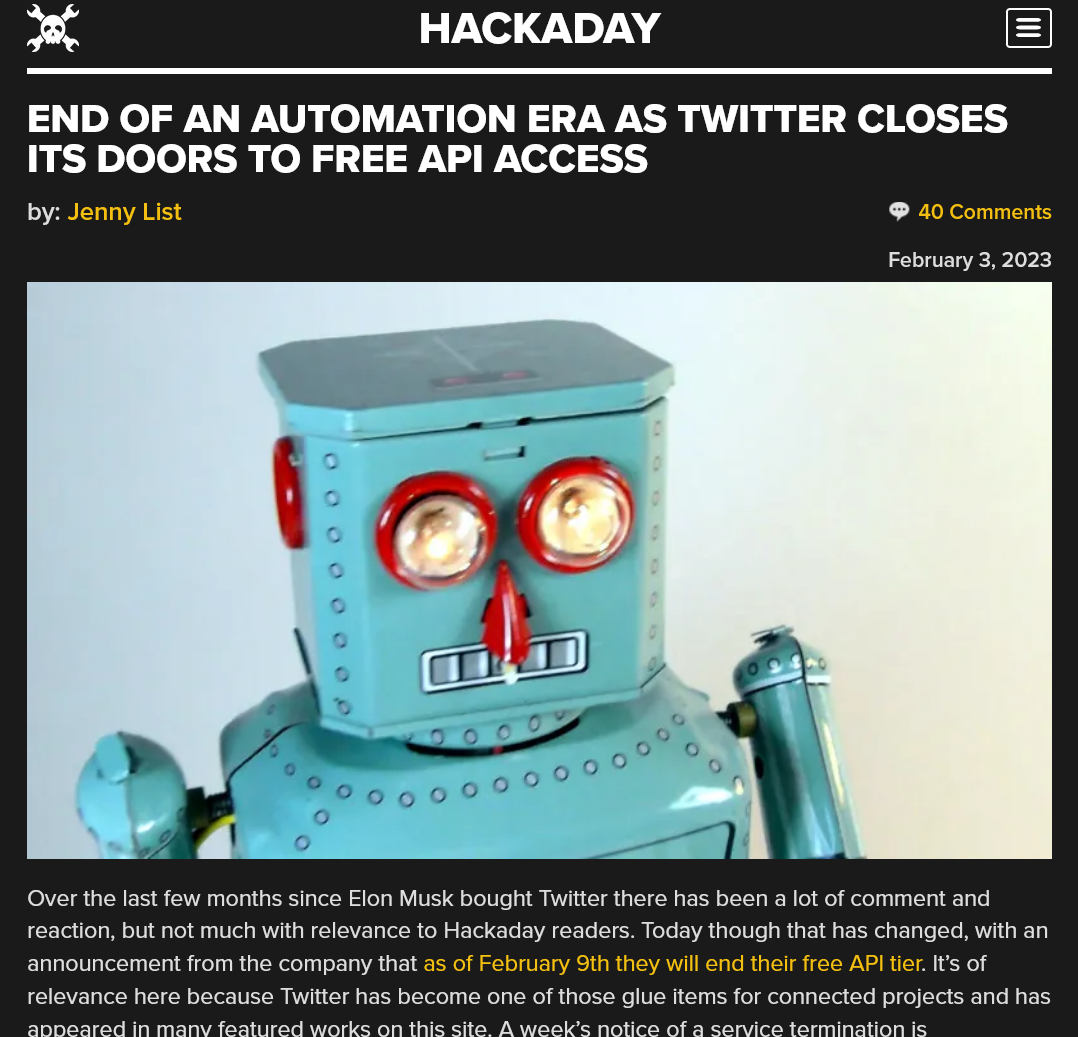 HACKADAY
END OF AN AUTOMATION ERA AS TWITTER CLOSES
ITS DOORS TO FREE API ACCESS
by: Jenny List
40 Comments
February 3, 2023
Over the last few months since Elon Musk bought Twitter there has been a lot of comment and
reaction, but not much with relevance to Hackaday readers. Today though that has changed, with an
announcement from the company that as of February 9th they will end their free API tier. It’s of
relevance here because Twitter has become one of those glue items for connected projects and has
appeared in many featured works on this site. A week’s notice of a service termination is